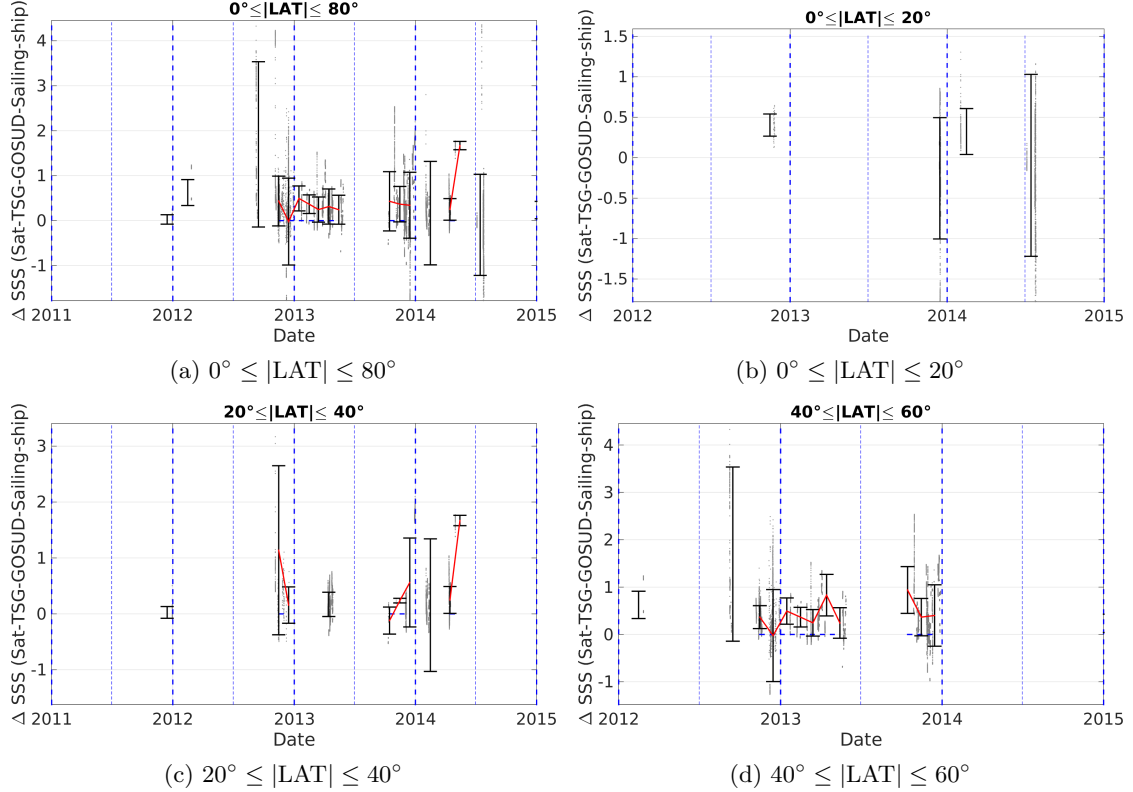 0°≤|LAT|≤ 80°
Δ SSS (Sat-TSG-GOSUD-Sailing-ship)
4
3
2
1
0
-1
2011 2012 2013 2014 2015
Date
(a) 0° ≤ |LAT| ≤ 80°
0°≤|LAT|≤ 20°
Δ SSS (Sat-TSG-GOSUD-Sailing-ship)
1.5
1
0.5
0
-0.5
-1
-1.5
2012 2013 2014 2015
Date
(b) 0° ≤ |LAT| ≤ 20°
20°≤|LAT|≤ 40°
Δ SSS (Sat-TSG-GOSUD-Sailing-ship)
3
2
1
0
-1
2011 2012 2013 2014 2015
Date
(c) 20° ≤ |LAT| ≤ 40°
40°≤|LAT|≤ 60°
Δ SSS (Sat-TSG-GOSUD-Sailing-ship)
4
3
2
1
0
-1
2012 2013 2014 2015
Date
(d) 40° ≤ |LAT| ≤ 60°